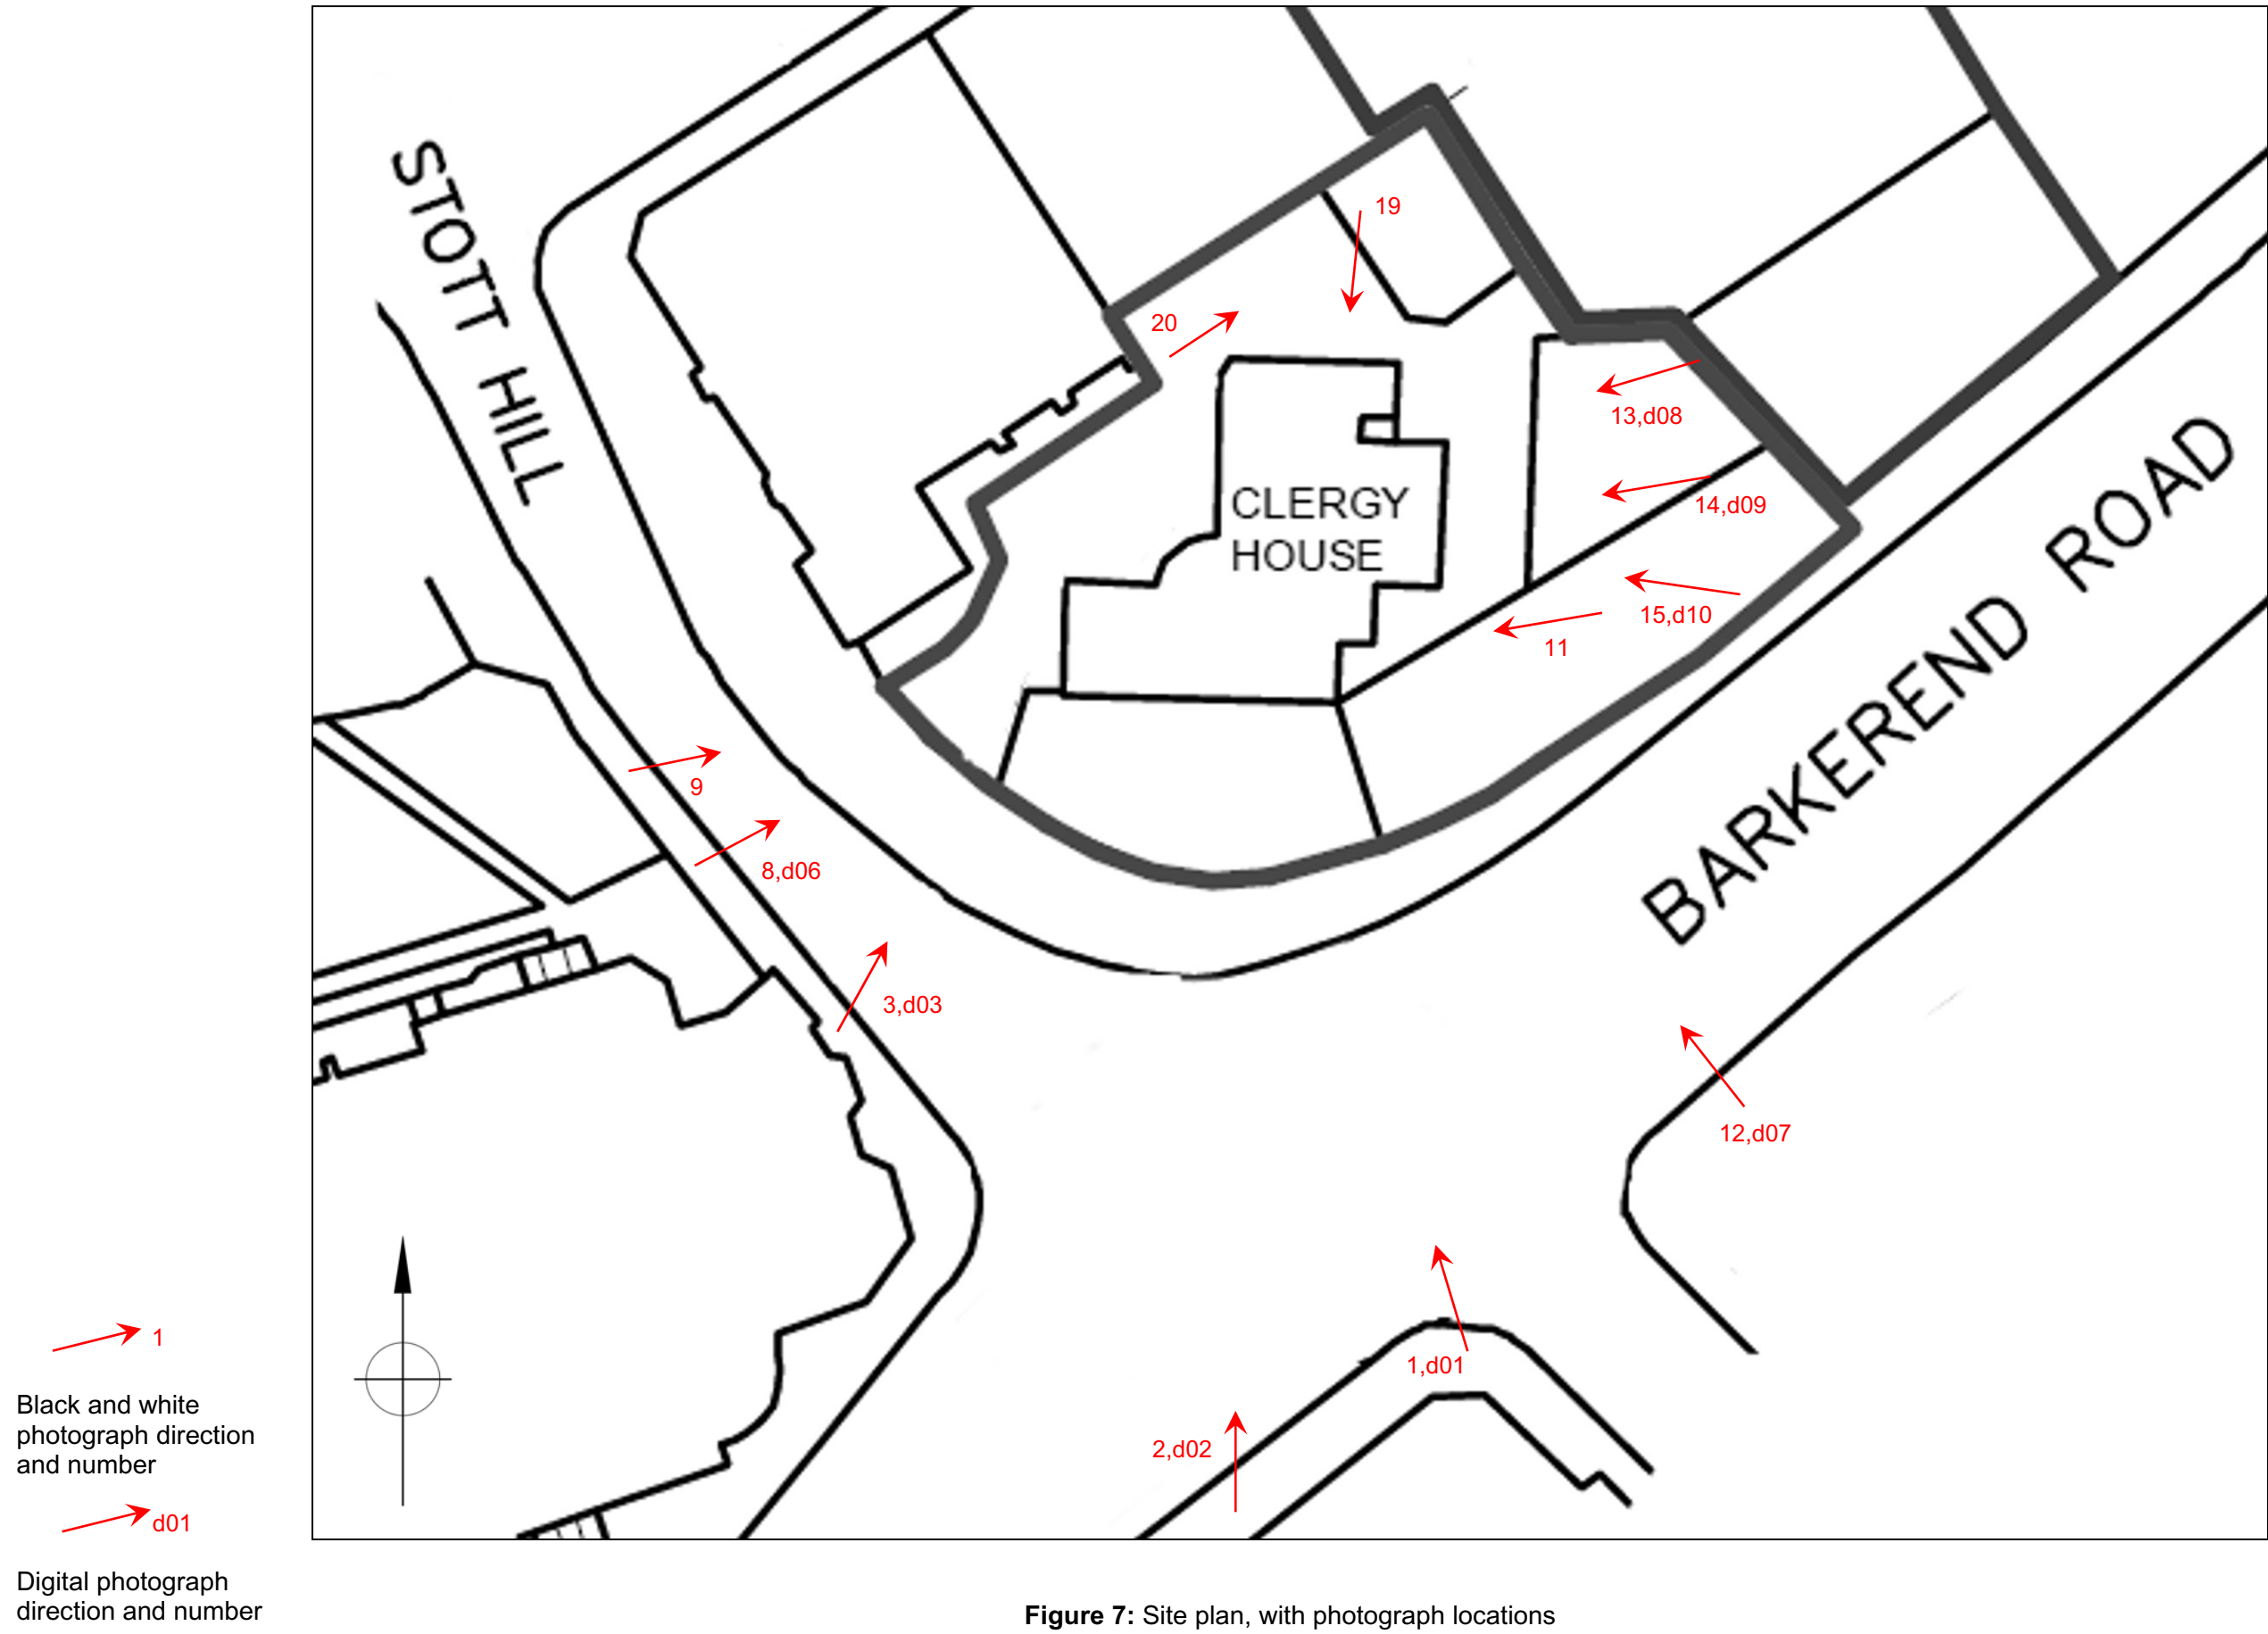 STOTT HILL
19
20
13,d08
CLERGY
HOUSE
14,d09
BARKEREND ROAD
15,d10
11
9
8,d06
3,d03
12,d07
1,d01
2,d02
1
Black and white
photograph direction
and number
d01
Digital photograph
direction and number
Figure 7: Site plan, with photograph locations